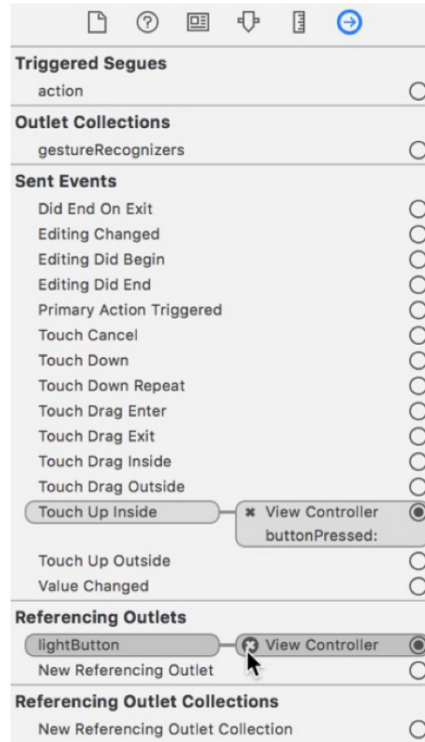 Triggered Segues
action
Outlet Collections
gestureRecognizers
Sent Events
Did End On Exit
Editing Changed
Editing Did Begin
Editing Did End
Primary Action Triggered
Touch Cancel
Touch Down
Touch Down Repeat
Touch Drag Enter
Touch Drag Exit
Touch Drag Inside
Touch Drag Outside
Touch Up Inside View Controller
buttonPressed:
Touch Up Outside
Value Changed
Referencing Outlets
lightButton View Controller
New Referencing Outlet
Referencing Outlet Collections
New Referencing Outlet Collection